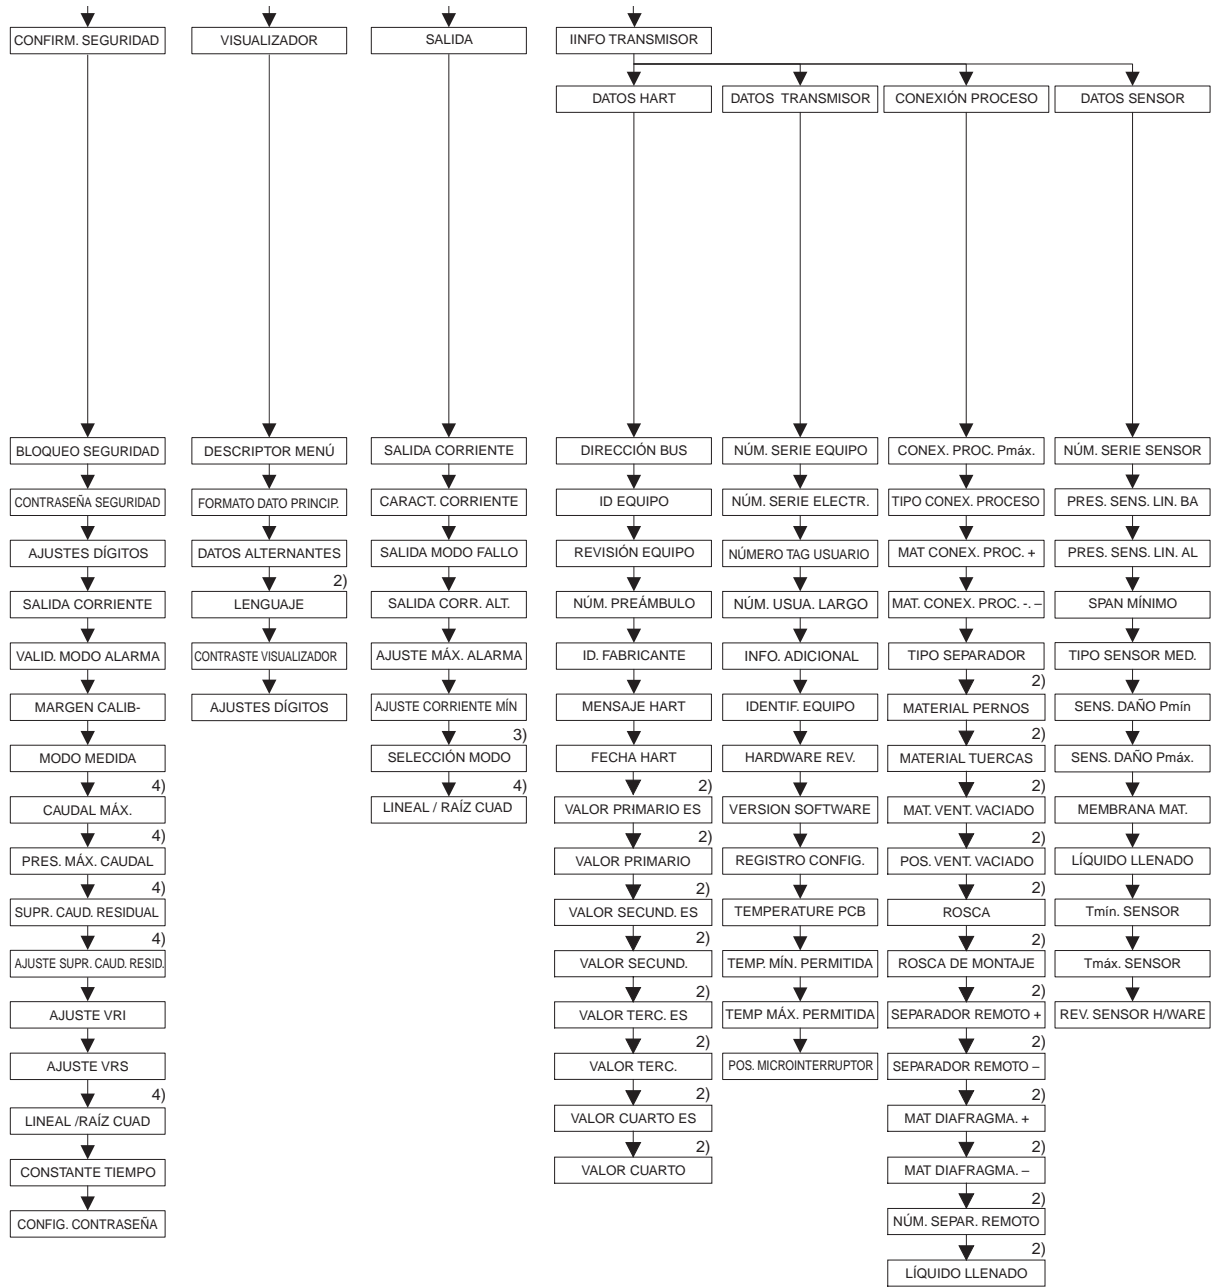 CONFIRM. SEGURIDAD
VISUALIZADOR
SALIDA
IINFO TRANSMISOR
DATOS HART
DATOS TRANSMISOR
CONEXIÓN PROCESO
DATOS SENSOR
BLOQUEO SEGURIDAD
CONTRASEÑA SEGURIDAD
AJUSTES DÍGITOS
SALIDA CORRIENTE
VALID. MODO ALARMA
MARGEN CALIB-
MODO MEDIDA
4)
CAUDAL MÁX.
4)
PRES. MÁX. CAUDAL
4)
SUPR. CAUD. RESIDUAL
4)
AJUSTE SUPR. CAUD. RESID.
AJUSTE VRI
AJUSTE VRS
4)
LINEAL /RAÍZ CUAD
CONSTANTE TIEMPO
CONFIG. CONTRASEÑA
DESCRIPTOR MENÚ
FORMATO DATO PRINCIP.
DATOS ALTERNANTES
2)
LENGUAJE
CONTRASTE VISUALIZADOR
AJUSTES DÍGITOS
SALIDA CORRIENTE
CARACT. CORRIENTE
SALIDA MODO FALLO
SALIDA CORR. ALT.
AJUSTE MÁX. ALARMA
AJUSTE CORRIENTE MÍN
3)
SELECCIÓN MODO
4)
LINEAL / RAÍZ CUAD
DIRECCIÓN BUS
ID EQUIPO
REVISIÓN EQUIPO
NÚM. PREÁMBULO
ID. FABRICANTE
MENSAJE HART
FECHA HART
2)
VALOR PRIMARIO ES
2)
VALOR PRIMARIO
2)
VALOR SECUND. ES
2)
VALOR SECUND.
2)
VALOR TERC. ES
2)
VALOR TERC.
2)
VALOR CUARTO ES
2)
VALOR CUARTO
NÚM. SERIE EQUIPO
NÚM. SERIE ELECTR.
NÚMERO TAG USUARIO
NÚM. USUA. LARGO
INFO. ADICIONAL
IDENTIF. EQUIPO
HARDWARE REV.
VERSION SOFTWARE
REGISTRO CONFIG.
TEMPERATURE PCB
TEMP. MÍN. PERMITIDA
TEMP MÁX. PERMITIDA
POS. MICROINTERRUPTOR
CONEX. PROC. Pmáx.
TIPO CONEX. PROCESO
MAT CONEX. PROC. +
MAT. CONEX. PROC. -. –
TIPO SEPARADOR
2)
MATERIAL PERNOS
2)
MATERIAL TUERCAS
2)
MAT. VENT. VACIADO
2)
POS. VENT. VACIADO
2)
ROSCA
2)
ROSCA DE MONTAJE
2)
SEPARADOR REMOTO +
2)
SEPARADOR REMOTO –
2)
MAT DIAFRAGMA. +
2)
MAT DIAFRAGMA. –
2)
NÚM. SEPAR. REMOTO
2)
LÍQUIDO LLENADO
NÚM. SERIE SENSOR
PRES. SENS. LIN. BA
PRES. SENS. LIN. AL
SPAN MÍNIMO
TIPO SENSOR MED.
SENS. DAÑO Pmín
SENS. DAÑO Pmáx.
MEMBRANA MAT.
LÍQUIDO LLENADO
Tmín. SENSOR
Tmáx. SENSOR
REV. SENSOR H/WARE